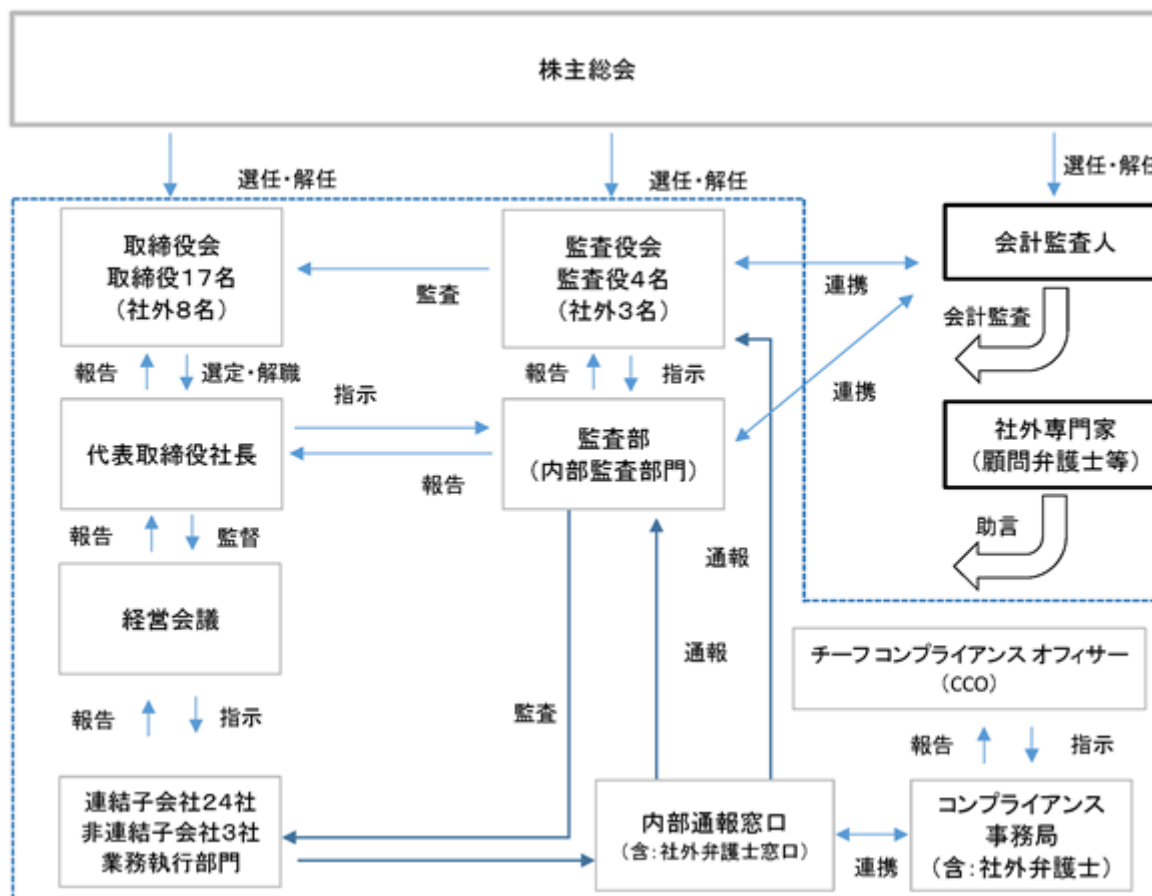 株主総会
選任・解任
選任・解任
選任・解任
取締役会
取締役17名
(社外8名)
監査
監査役会
監査役4名
(社外3名)
連携
会計監査人
会計監査
報告
選定・解職
報告
指示
連携
指示
代表取締役社長
報告
監査部
(内部監査部門)
社外専門家
(顧問弁護士等)
助言
報告
監督
通報
経営会議
通報
チーフ コンプライアンス オフィサー
(CCO)
報告
指示
監査
報告
指示
連結子会社24社
非連結子会社3社
業務執行部門
内部通報窓口
(含:社外弁護士窓口)
連携
コンプライアンス
事務局
(含:社外弁護士)